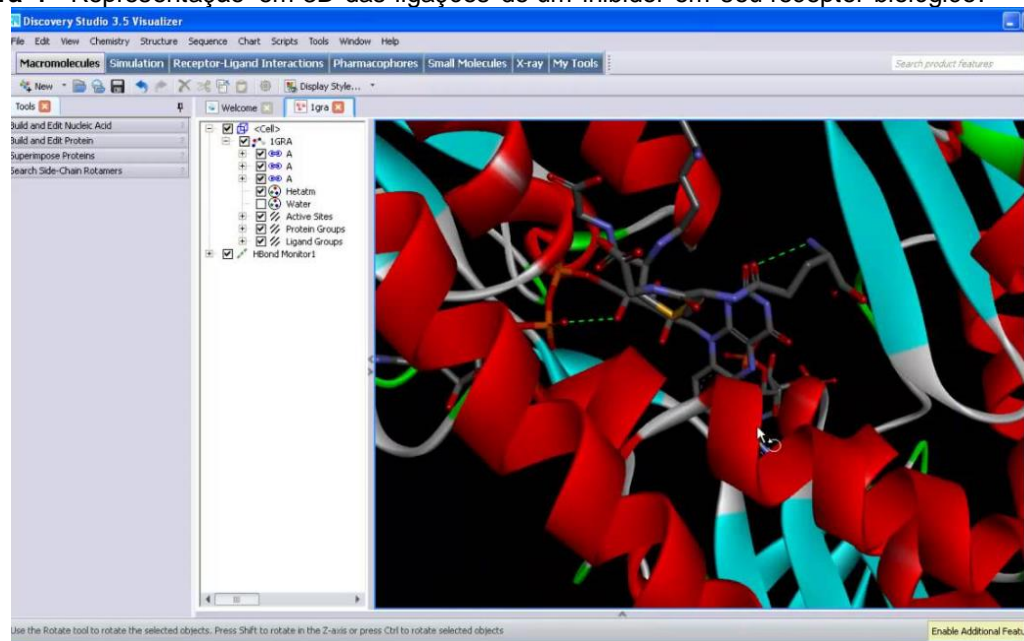 Representação em 3D das ligações de um inibidor em seu receptor biológico.
Discovery Studio 3.5 Visualizer
File Edit View Chemistry Structure Sequence Chart Scripts Tools Window Help
Macromolecules Simulation Receptor-Ligand Interactions Pharmacophores Small Molecules X-ray My Tools Search product features
New Display Style...
Tools Welcome 1gra
Build and Edit Nucleic Acid
Build and Edit Protein
Superimpose Proteins
Search Side-Chain Rotamers
<Cell>
1GRA
A
A
A
Hetatm
Water
Active Sites
Protein Groups
Ligand Groups
HBond Monitor1
Use the Rotate tool to rotate the selected objects. Press Shift to rotate in the Z-axis or press Ctrl to rotate selected objects
Enable Additional Featu